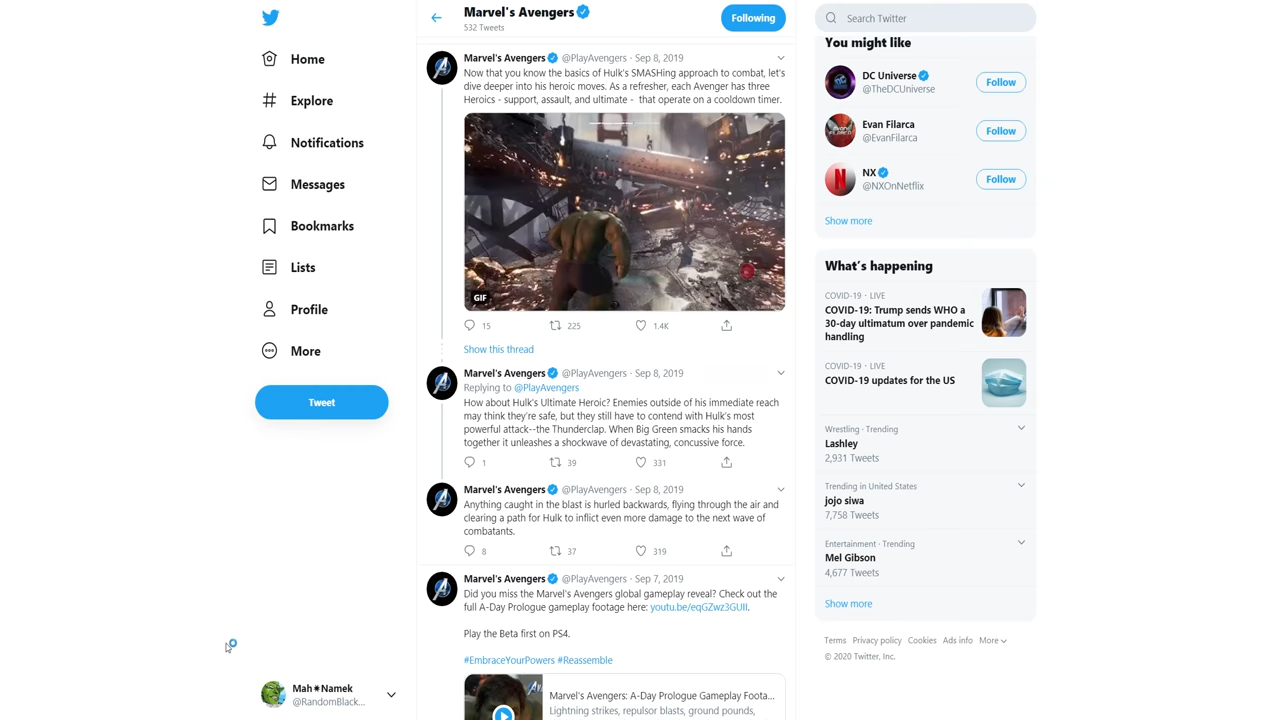 Home
Explore
Notifications
Messages
Bookmarks
Lists
Profile
More
Tweet
Mah✷Namek
@RandomBlack...
Marvel's Avengers
532 Tweets
Following
Marvel's Avengers @PlayAvengers · Sep 8, 2019
Now that you know the basics of Hulk's SMASHing approach to combat, let's
dive deeper into his heroic moves. As a refresher, each Avenger has three
Heroics - support, assault, and ultimate - that operate on a cooldown timer.
GIF
15 225 1.4K
Show this thread
Marvel's Avengers @PlayAvengers · Sep 8, 2019
Replying to @PlayAvengers
How about Hulk's Ultimate Heroic? Enemies outside of his immediate reach
may think they're safe, but they still have to contend with Hulk's most
powerful attack--the Thunderclap. When Big Green smacks his hands
together it unleashes a shockwave of devastating, concussive force.
1 39 331
Marvel's Avengers @PlayAvengers · Sep 8, 2019
Anything caught in the blast is hurled backwards, flying through the air and
clearing a path for Hulk to inflict even more damage to the next wave of
combatants.
8 37 319
Marvel's Avengers @PlayAvengers · Sep 7, 2019
Did you miss the Marvel's Avengers global gameplay reveal? Check out the
full A-Day Prologue gameplay footage here: youtu.be/eqGZwz3GUlI.
Play the Beta first on PS4.
#EmbraceYourPowers #Reassemble
Marvel's Avengers: A-Day Prologue Gameplay Foota...
Lightning strikes, repulsor blasts, ground pounds,
Search Twitter
You might like
DC Universe
@TheDCUniverse
Follow
Evan Filarca
@EvanFilarca
Follow
NX
@NXOnNetflix
Follow
Show more
What's happening
COVID-19 · LIVE
COVID-19: Trump sends WHO a
30-day ultimatum over pandemic
handling
COVID-19 · LIVE
COVID-19 updates for the US
Wrestling · Trending
Lashley
2,931 Tweets
Trending in United States
jojo siwa
7,758 Tweets
Entertainment · Trending
Mel Gibson
4,677 Tweets
Show more
Terms Privacy policy Cookies Ads info More
© 2020 Twitter, Inc.